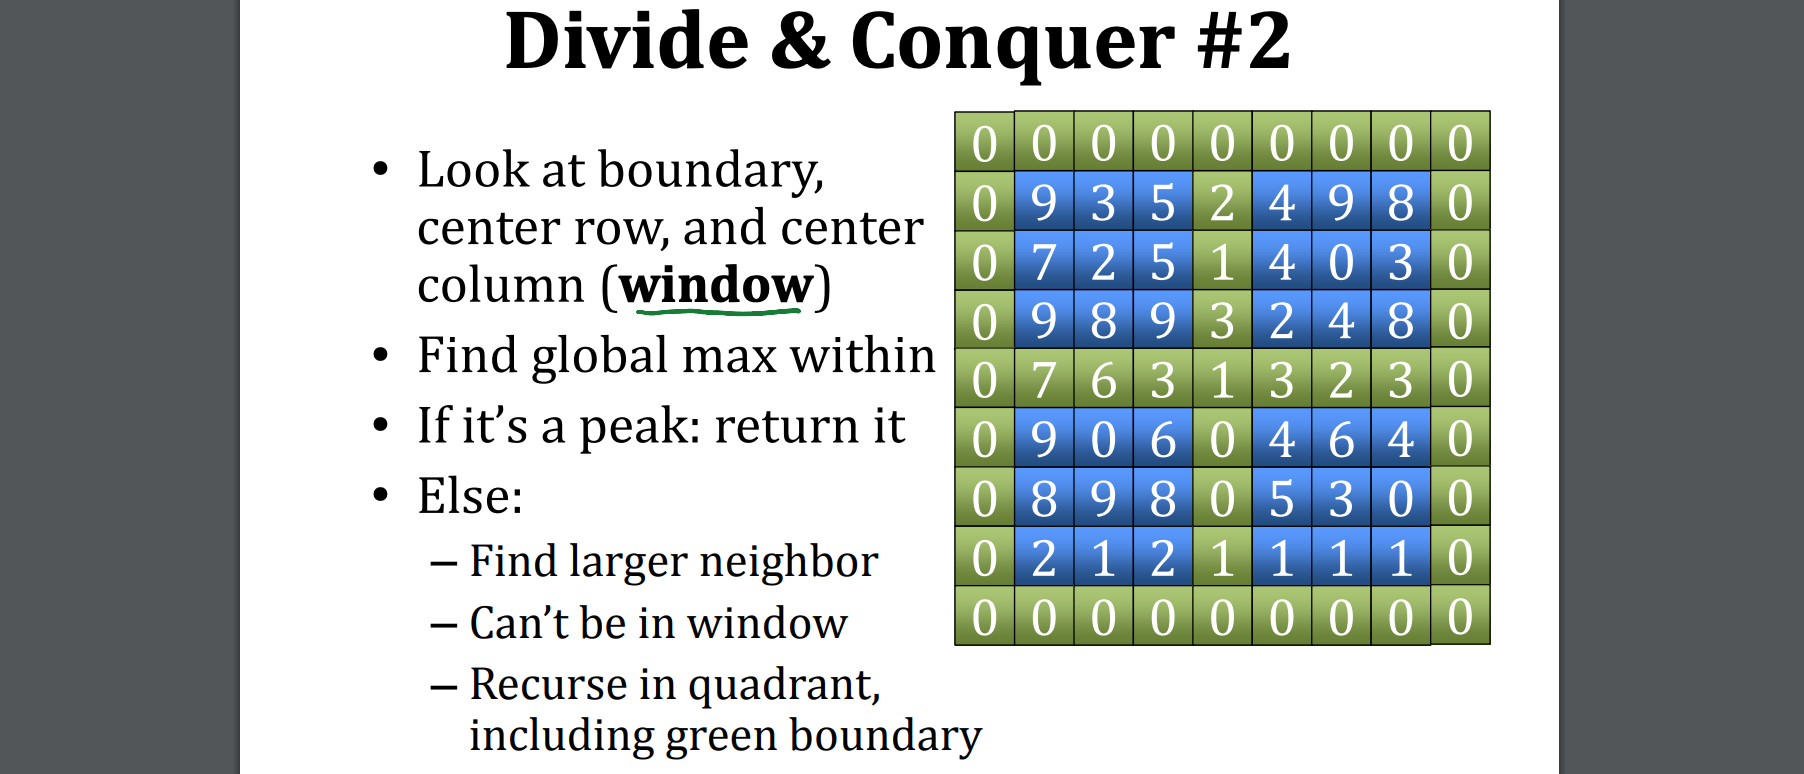 Divide & Conquer #2
• Look at boundary,
center row, and center
column (window)
• Find global max within
• If it’s a peak: return it
• Else:
– Find larger neighbor
– Can’t be in window
– Recurse in quadrant,
including green boundary
0 0 0 0 0 0 0 0 0
0 9 3 5 2 4 9 8 0
0 7 2 5 1 4 0 3 0
0 9 8 9 3 2 4 8 0
0 7 6 3 1 3 2 3 0
0 9 0 6 0 4 6 4 0
0 8 9 8 0 5 3 0 0
0 2 1 2 1 1 1 1 0
0 0 0 0 0 0 0 0 0